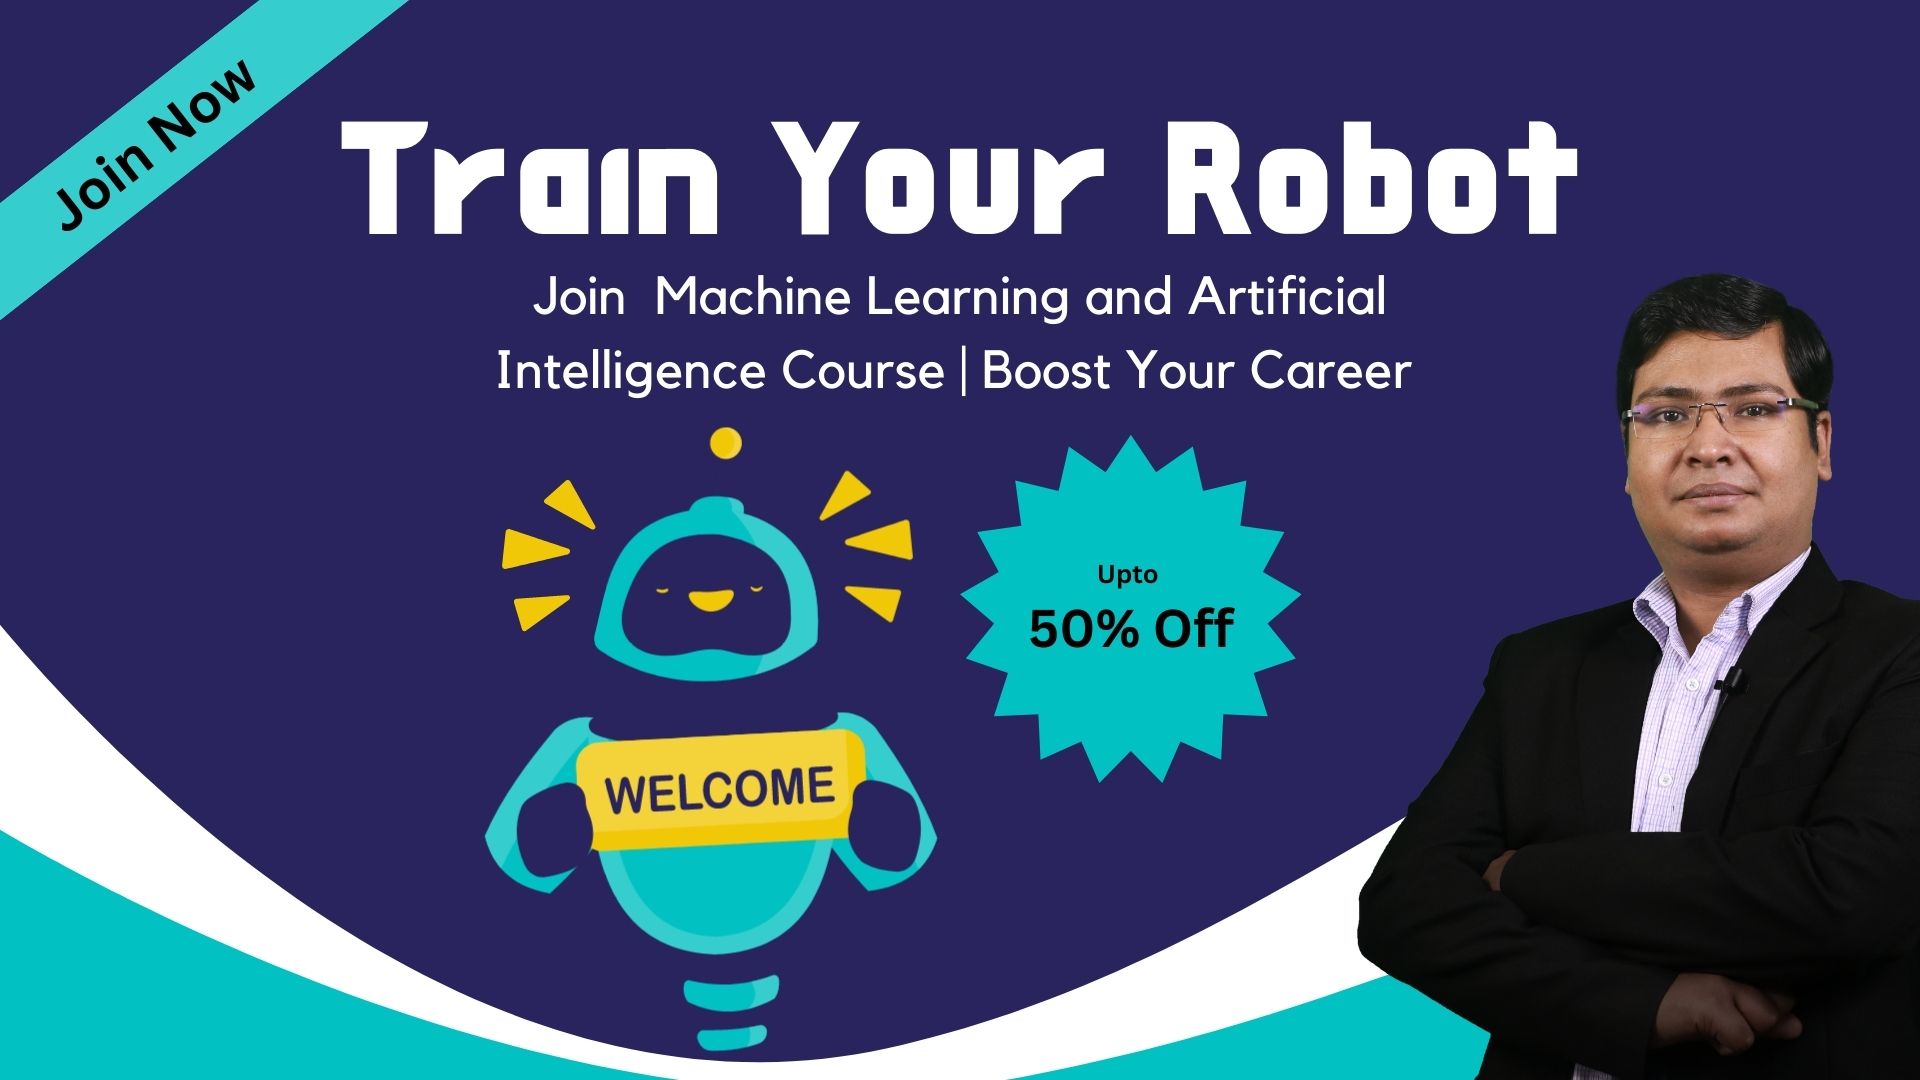 Join Now
Train Your Robot
Join Machine Learning and Artificial
Intelligence Course | Boost Your Career
Upto
50% Off
WELCOME